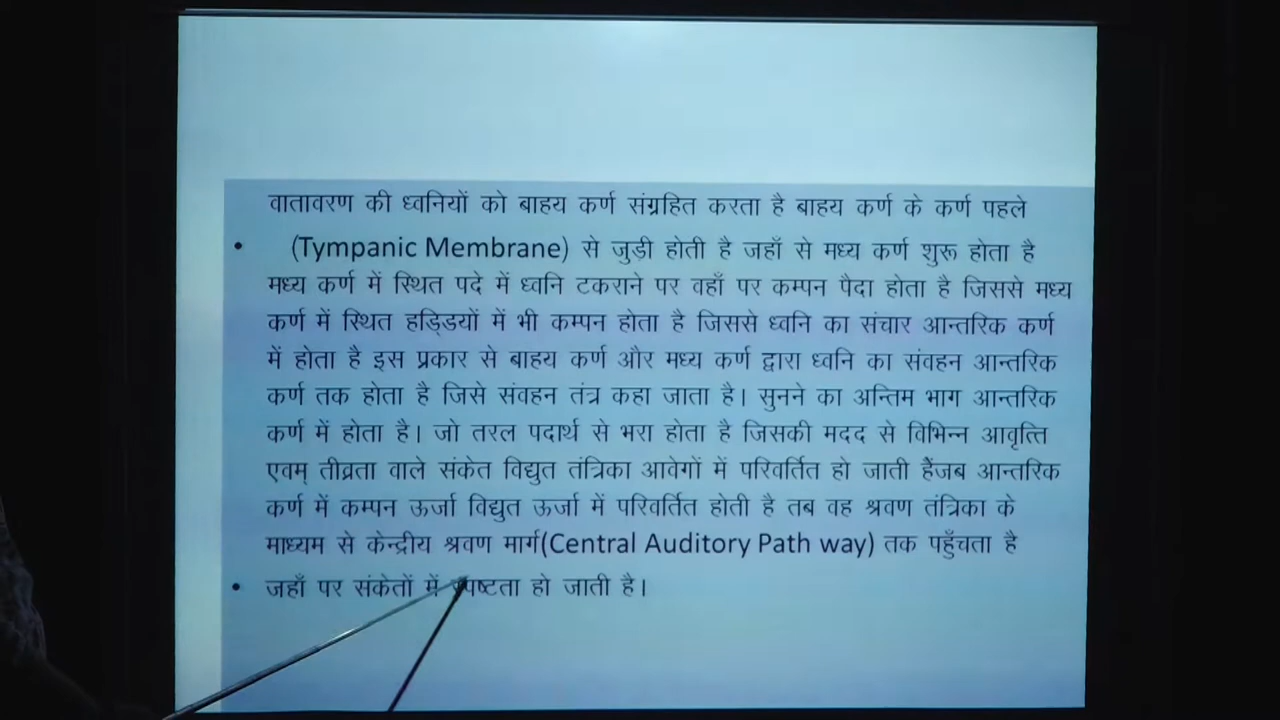 वातावरण की ध्वनियों को बाहय कर्ण संग्रहित करता है बाहय कर्ण के कर्ण पहले
• (Tympanic Membrane) से जुड़ी होती है जहाँ से मध्य कर्ण शुरू होता है
मध्य कर्ण में स्थित पदे में ध्वनि टकराने पर वहाँ पर कम्पन पैदा होता है जिससे मध्य
कर्ण में स्थित हड्डियों में भी कम्पन होता है जिससे ध्वनि का संचार आन्तरिक कर्ण
में होता है इस प्रकार से बाहय कर्ण और मध्य कर्ण द्वारा ध्वनि का संवहन आन्तरिक
कर्ण तक होता है जिसे संवहन तंत्र कहा जाता है। सुनने का अन्तिम भाग आन्तरिक
कर्ण में होता है। जो तरल पदार्थ से भरा होता है जिसकी मदद से विभिन्न आवृत्ति
एवम् तीव्रता वाले संकेत विद्युत तंत्रिका आवेगों में परिवर्तित हो जाती हैंजब आन्तरिक
कर्ण में कम्पन ऊर्जा विद्युत ऊर्जा में परिवर्तित होती है तब वह श्रवण तंत्रिका के
माध्यम से केन्द्रीय श्रवण मार्ग(Central Auditory Path way) तक पहुँचता है
• जहाँ पर संकेतों में स्पष्टता हो जाती है।